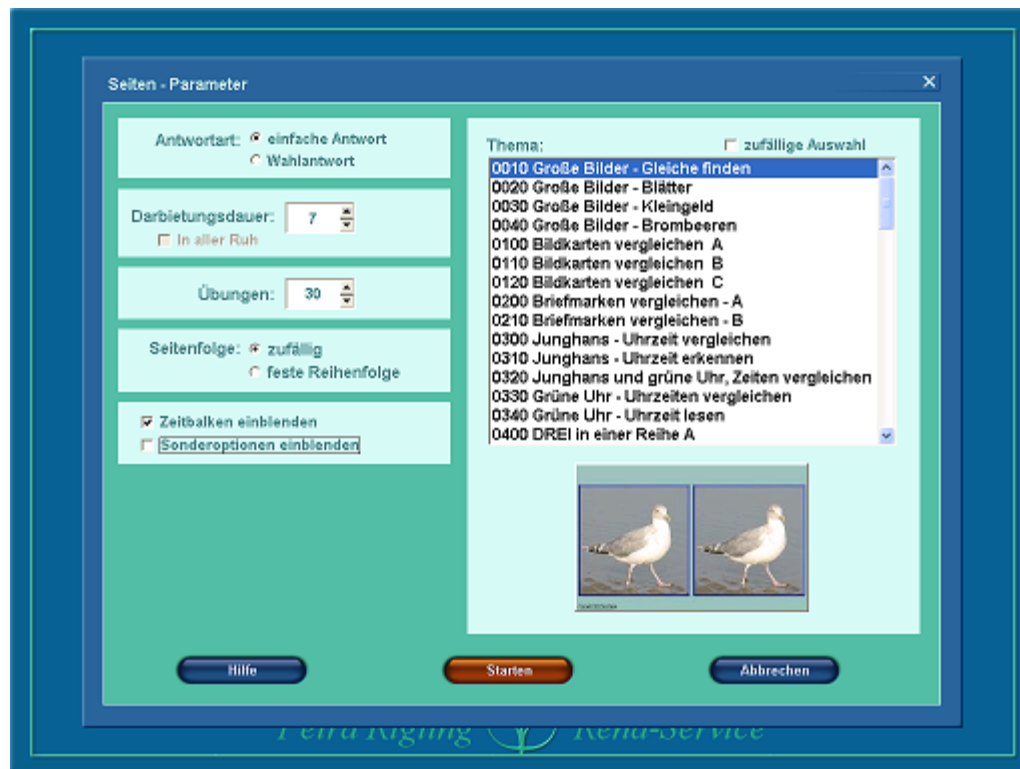 Seiten - Parameter
Antwortart: einfache Antwort
Wahlantwort
Darbietungsdauer: 7
In aller Ruh
Übungen: 30
Seitenfolge: zufällig
feste Reihenfolge
Zeitbalken einblenden
Sonderoptionen einblenden
Thema: zufällige Auswahl
0010 Große Bilder - Gleiche finden
0020 Große Bilder - Blätter
0030 Große Bilder - Kleingeld
0040 Große Bilder - Brombeeren
0100 Bildkarten vergleichen A
0110 Bildkarten vergleichen B
0120 Bildkarten vergleichen C
0200 Briefmarken vergleichen - A
0210 Briefmarken vergleichen - B
0300 Junghans - Uhrzeit vergleichen
0310 Junghans - Uhrzeit erkennen
0320 Junghans und grüne Uhr, Zeiten vergleichen
0330 Grüne Uhr - Uhrzeiten vergleichen
0340 Grüne Uhr - Uhrzeit lesen
0400 DREI in einer Reihe A
Hilfe
Starten
Abbrechen
Petra Rigling Reha-Service